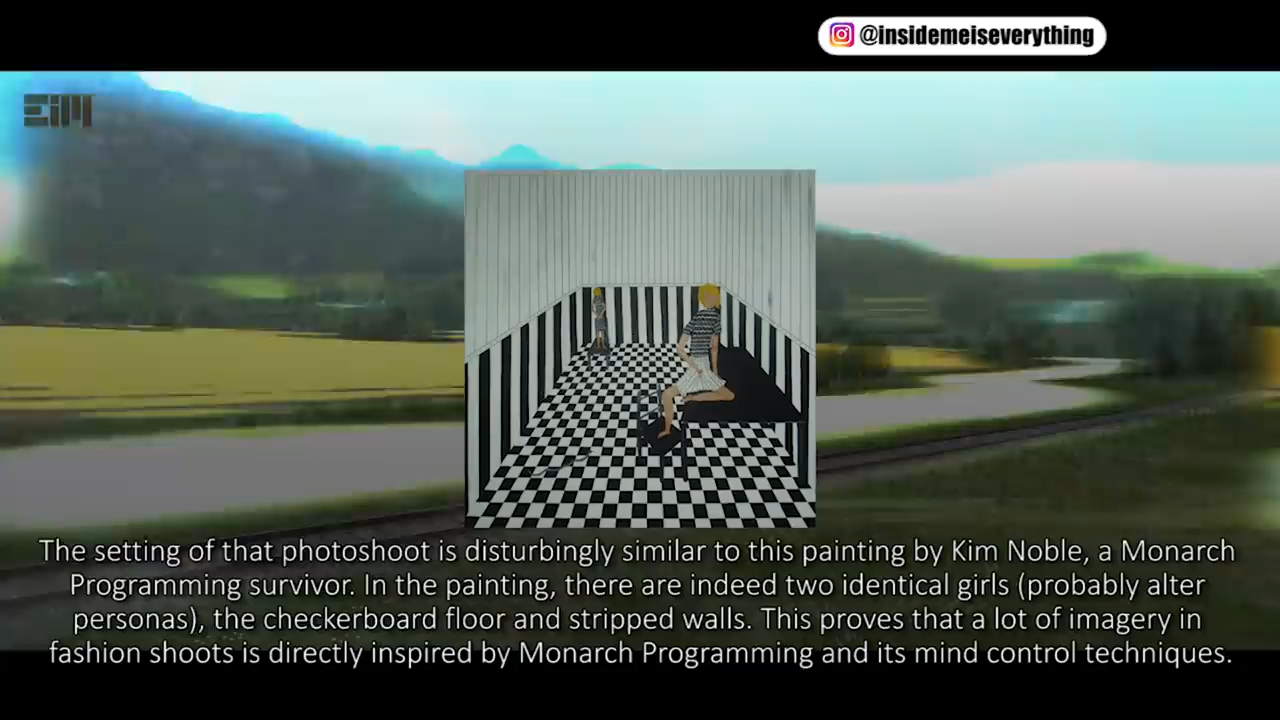 @insidemeiseverything
EiM
The setting of that photoshoot is disturbingly similar to this painting by Kim Noble, a Monarch
Programming survivor. In the painting, there are indeed two identical girls (probably alter
personas), the checkerboard floor and stripped walls. This proves that a lot of imagery in
fashion shoots is directly inspired by Monarch Programming and its mind control techniques.